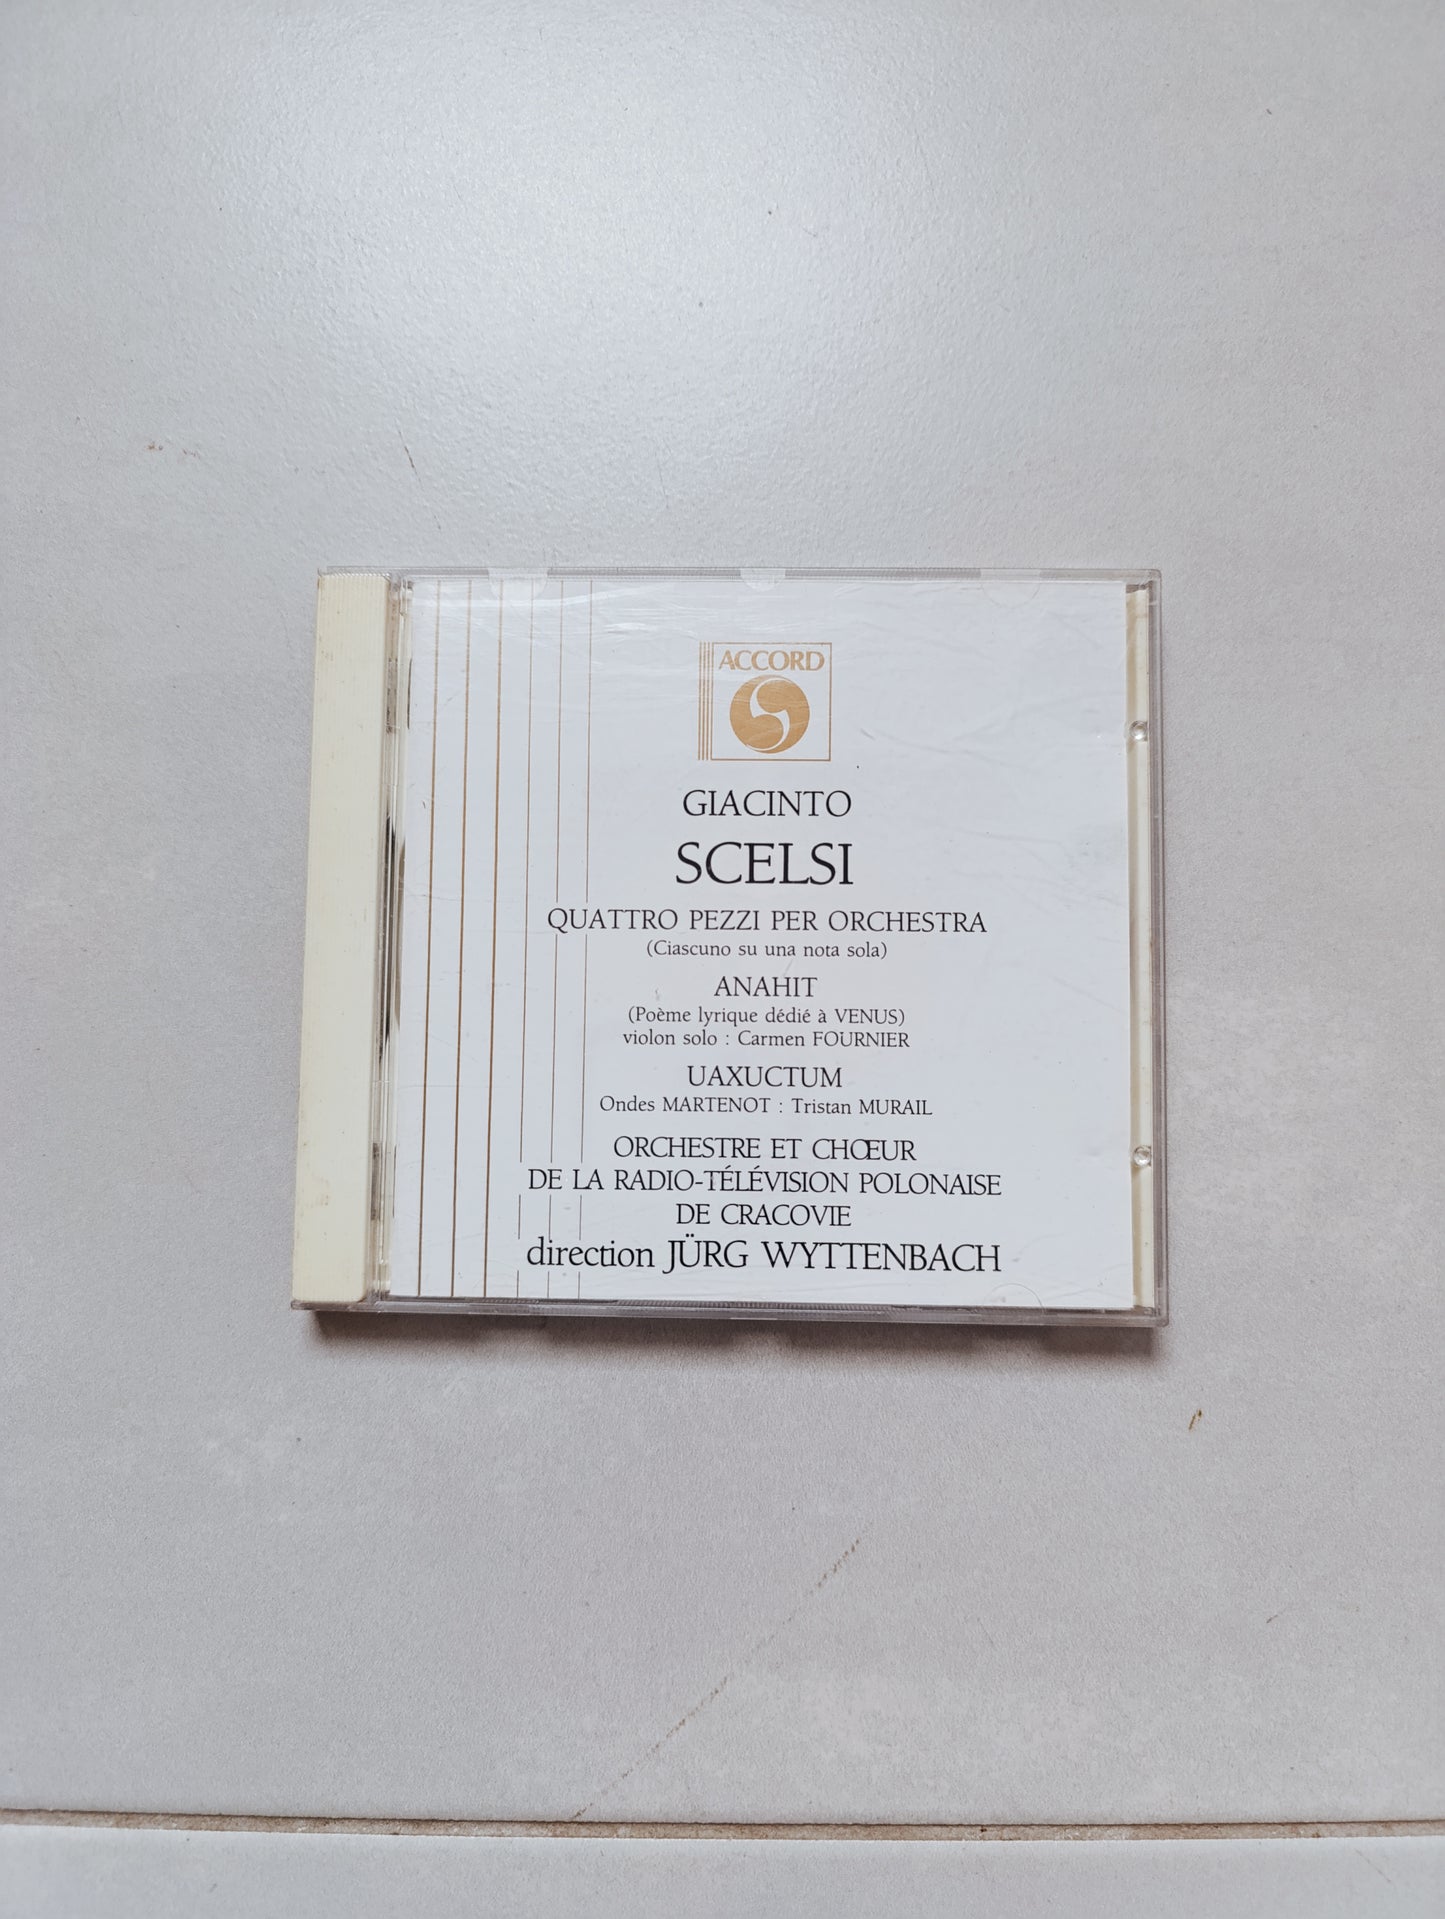 ACCORD
GIACINTO
SCELSI
QUATTRO PEZZI PER ORCHESTRA
(Ciascuno su una nota sola)
ANAHIT
(Poème lyrique dédié à VENUS)
violon solo : Carmen FOURNIER
UAXUCTUM
Ondes MARTENOT : Tristan MURAIL
ORCHESTRE ET CHŒUR
DE LA RADIO-TÉLÉVISION POLONAISE
DE CRACOVIE
direction JÜRG WYTTENBACH